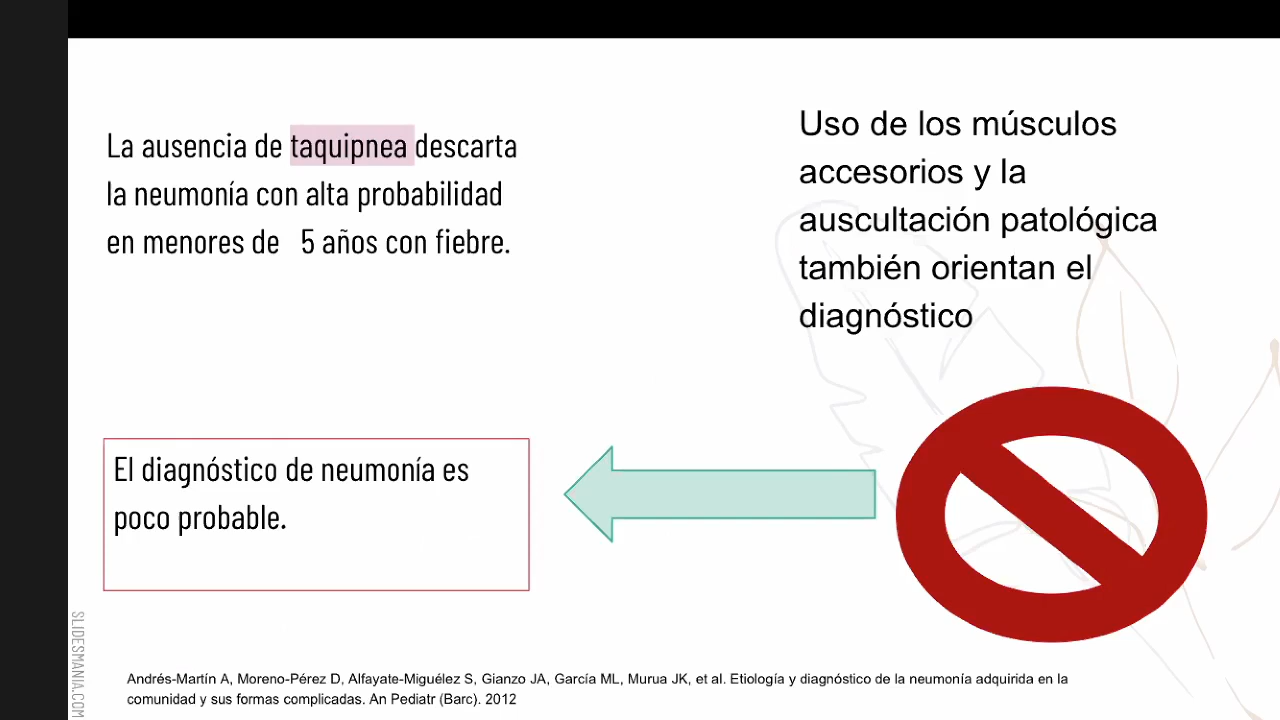 La ausencia de taquipnea descarta
la neumonía con alta probabilidad
en menores de 5 años con fiebre.
Uso de los músculos
accesorios y la
auscultación patológica
también orientan el
diagnóstico
El diagnóstico de neumonía es
poco probable.
SLIDESMANIA.COM
Andrés-Martín A, Moreno-Pérez D, Alfayate-Miguélez S, Gianzo JA, García ML, Murua JK, et al. Etiología y diagnóstico de la neumonía adquirida en la
comunidad y sus formas complicadas. An Pediatr (Barc). 2012